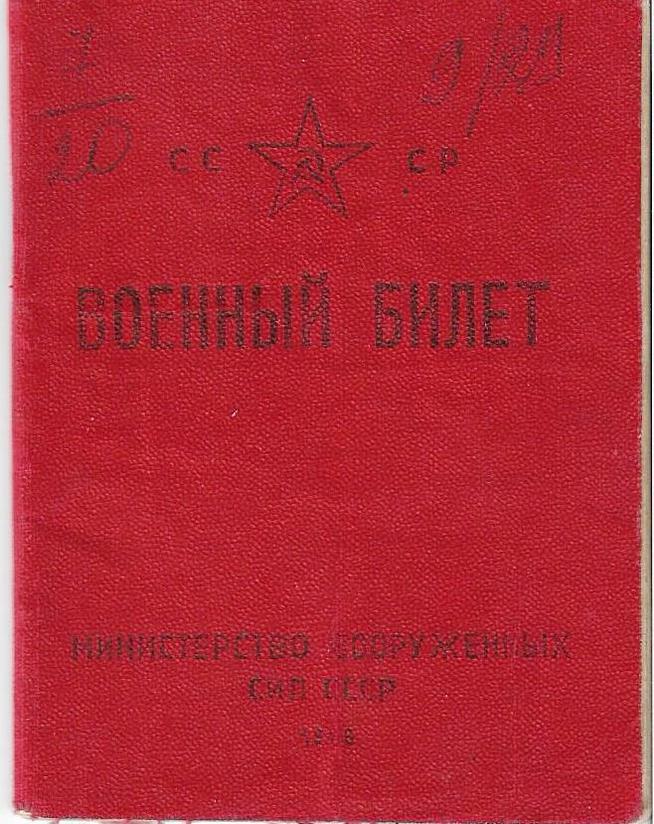 СС СР
ВОЕННЫЙ БИЛЕТ
МИНИСТЕРСТВО ВООРУЖЕННЫХ
СИЛ СССР